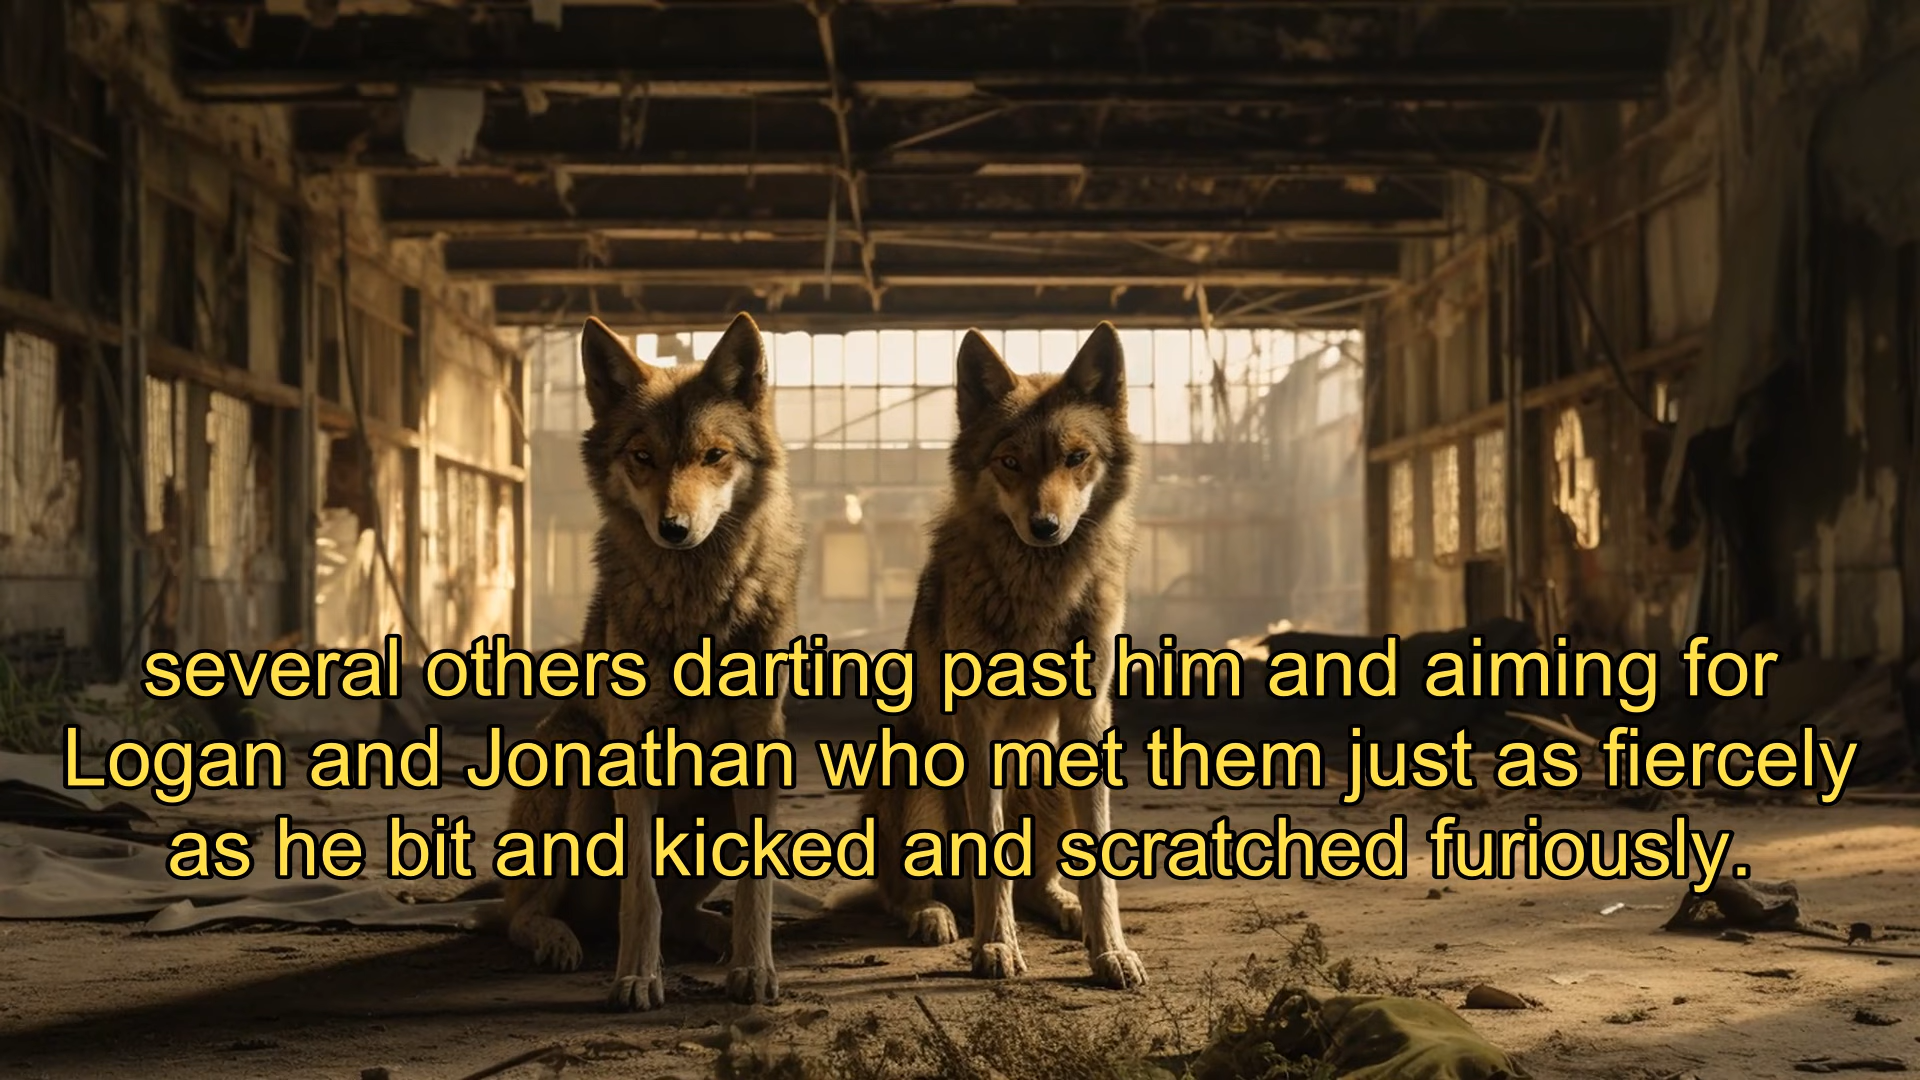 several others darting past him and aiming for
Logan and Jonathan who met them just as fiercely
as he bit and kicked and scratched furiously.